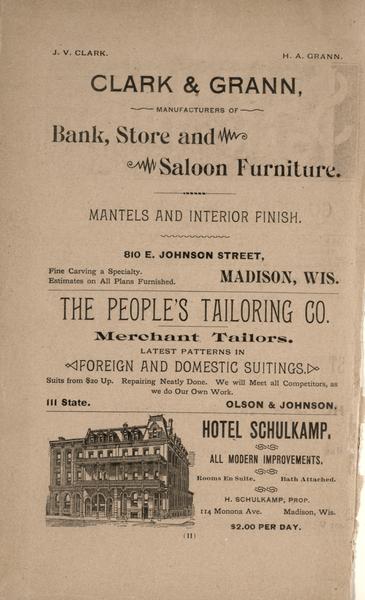 J. V. CLARK. H. A. GRANN.
CLARK & GRANN,
MANUFACTURERS OF
Bank, Store and
Saloon Furniture.
MANTELS AND INTERIOR FINISH.
810 E. JOHNSON STREET,
Fine Carving a Specialty.
Estimates on All Plans Furnished. MADISON, WIS.
THE PEOPLE'S TAILORING CO.
Merchant Tailors.
LATEST PATTERNS IN
FOREIGN AND DOMESTIC SUITINGS.
Suits from $20 Up. Repairing Neatly Done. We will Meet all Competitors, as
we do Our Own Work.
111 State. OLSON & JOHNSON.
HOTEL SCHULKAMP.
ALL MODERN IMPROVEMENTS.
Rooms En Suite, Bath Attached.
H. SCHULKAMP, PROP.
114 Monona Ave. Madison, Wis.
$2.00 PER DAY.
(11)